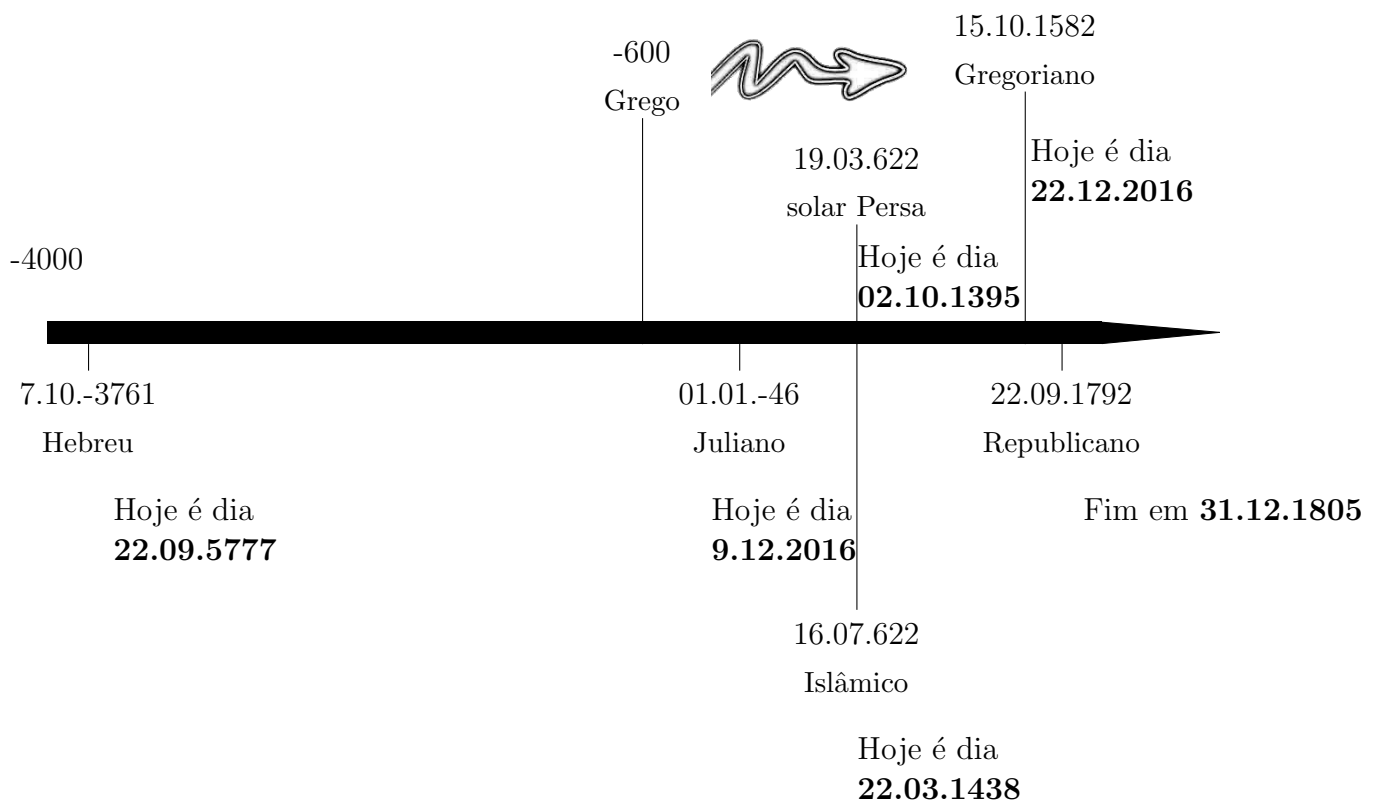 15.10.1582
Gregoriano
-600
Grego
Hoje é dia
22.12.2016
19.03.622
solar Persa
Hoje é dia
02.10.1395
-4000
7.10.-3761
Hebreu
Hoje é dia
22.09.5777
01.01.-46
Juliano
Hoje é dia
9.12.2016
22.09.1792
Republicano
Fim em 31.12.1805
16.07.622
Islâmico
Hoje é dia
22.03.1438